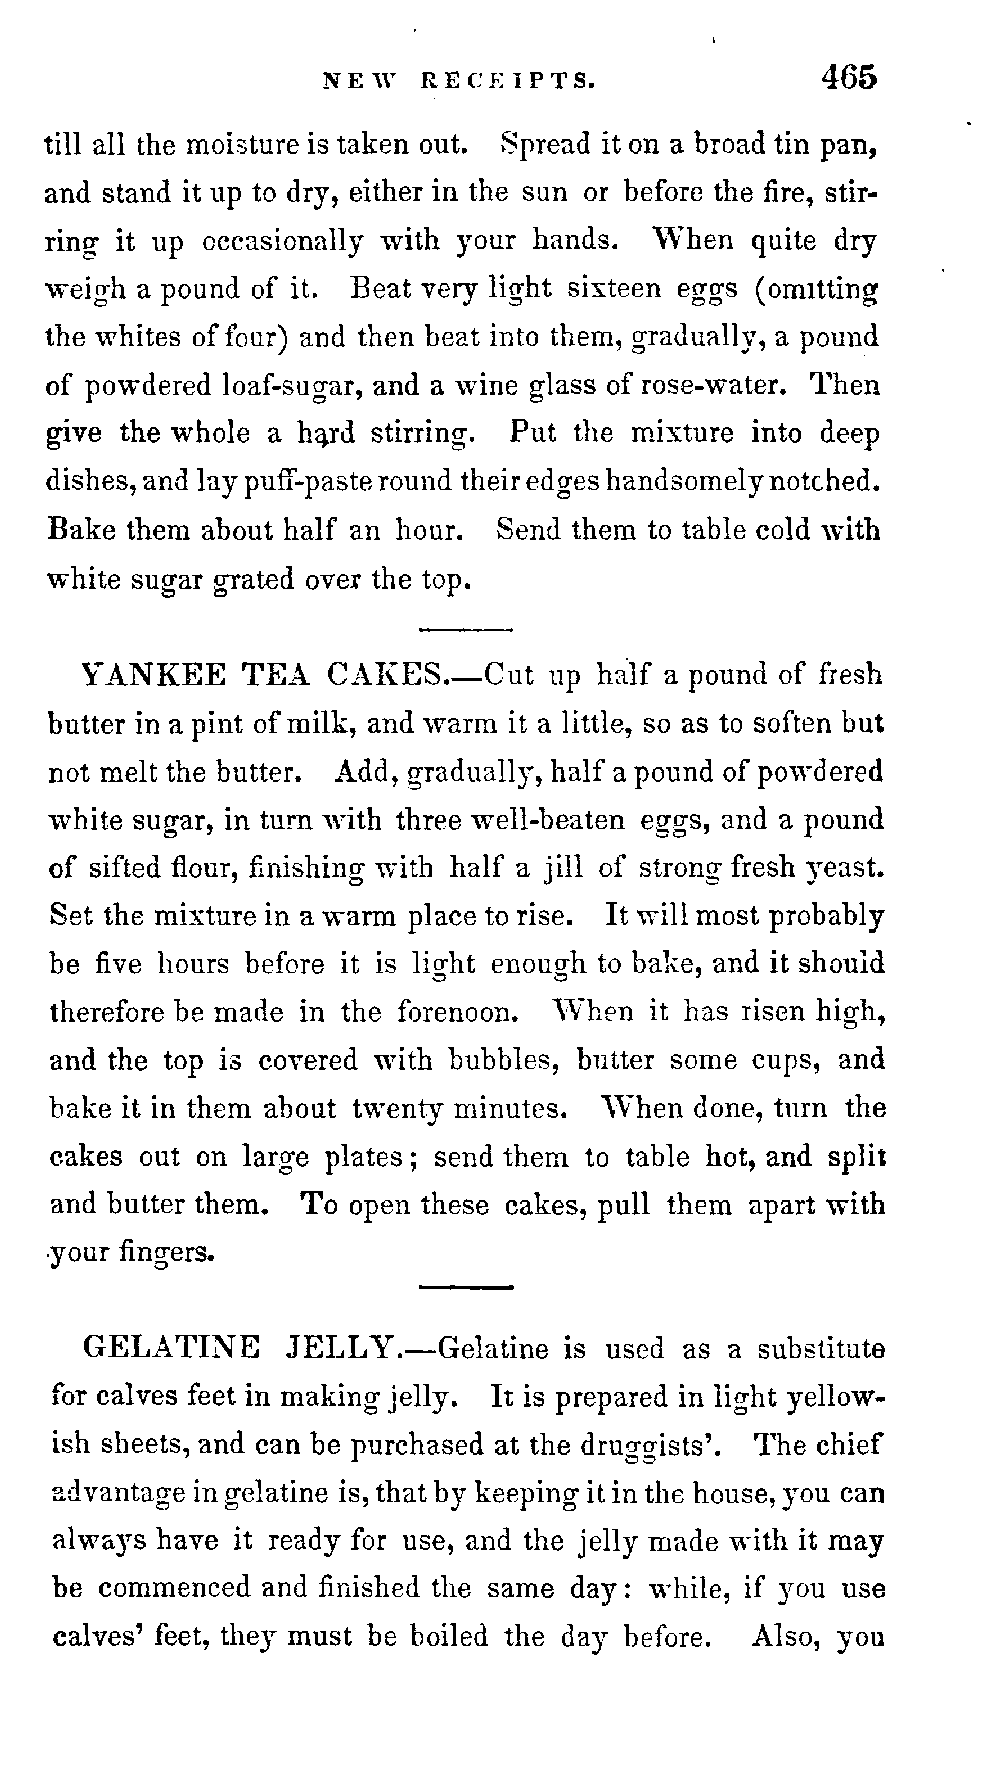 NEW RECEIPTS. 465
till all the moisture is taken out. Spread it on a broad tin pan,
and stand it up to dry, either in the sun or before the fire, stir-
ring it up occasionally with your hands. When quite dry
weigh a pound of it. Beat very light sixteen eggs (omitting
the whites of four) and then beat into them, gradually, a pound
of powdered loaf-sugar, and a wine glass of rose-water. Then
give the whole a hard stirring. Put the mixture into deep
dishes, and lay puff-paste round their edges handsomely notched.
Bake them about half an hour. Send them to table cold with
white sugar grated over the top.
YANKEE TEA CAKES.—Cut up half a pound of fresh
butter in a pint of milk, and warm it a little, so as to soften but
not melt the butter. Add, gradually, half a pound of powdered
white sugar, in turn with three well-beaten eggs, and a pound
of sifted flour, finishing with half a jill of strong fresh yeast.
Set the mixture in a warm place to rise. It will most probably
be five hours before it is light enough to bake, and it should
therefore be made in the forenoon. When it has risen high,
and the top is covered with bubbles, butter some cups, and
bake it in them about twenty minutes. When done, turn the
cakes out on large plates; send them to table hot, and split
and butter them. To open these cakes, pull them apart with
your fingers.
GELATINE JELLY.—Gelatine is used as a substitute
for calves feet in making jelly. It is prepared in light yellow-
ish sheets, and can be purchased at the druggists'. The chief
advantage in gelatine is, that by keeping it in the house, you can
always have it ready for use, and the jelly made with it may
be commenced and finished the same day: while, if you use
calves' feet, they must be boiled the day before. Also, you